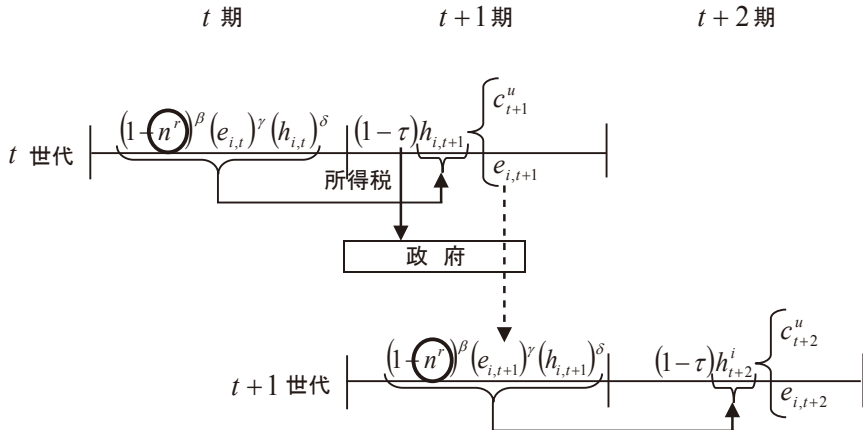 t 期 t+1 期 t+2 期
c^u_{t+1}
(1-n^r)^β (e_{i,t})^γ (h_{i,t})^δ (1-τ)h_{i,t+1}
t 世代
e_{i,t+1}
所得税
政 府
c^u_{t+2}
(1-n^r)^β (e_{i,t+1})^γ (h_{i,t+1})^δ (1-τ)h^i_{t+2}
t+1 世代
e_{i,t+2}